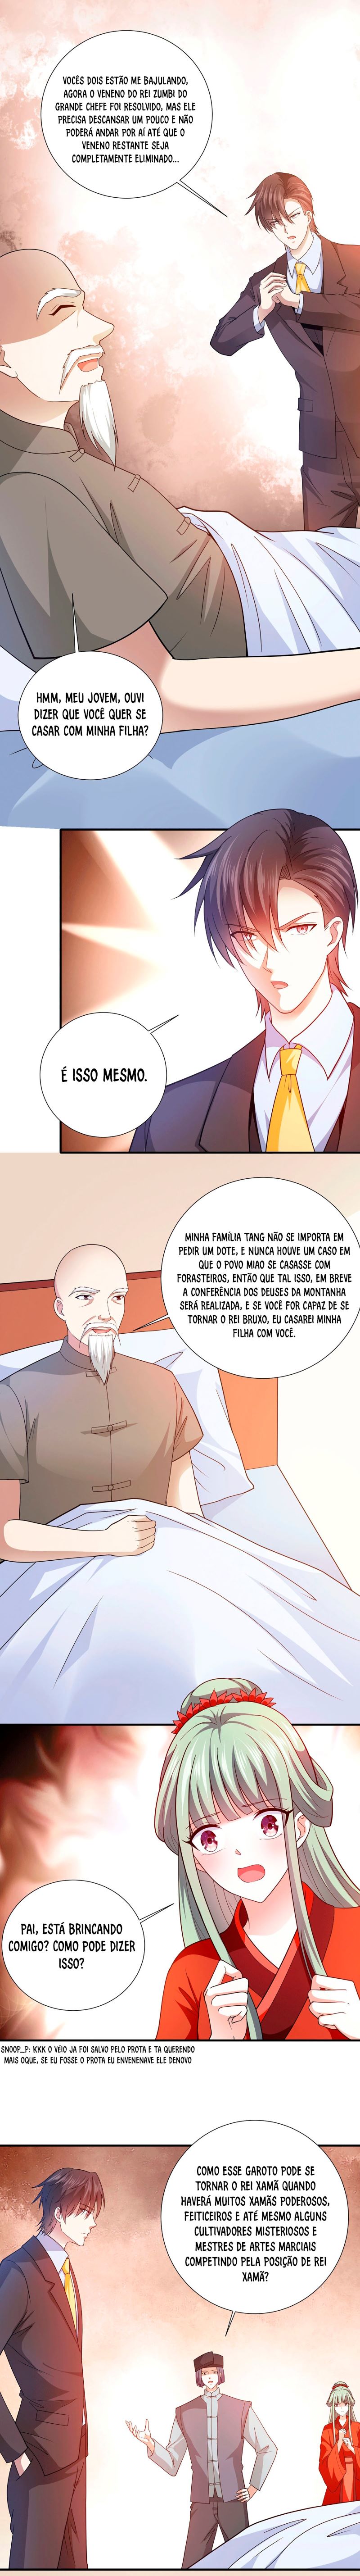 VOCÊS DOIS ESTÃO ME BAJULANDO,
AGORA O VENENO DO REI ZUMBI DO
GRANDE CHEFE FOI RESOLVIDO, MAS ELE
PRECISA DESCANSAR UM POUCO E NÃO
PODERÁ ANDAR POR AÍ ATÉ QUE O
VENENO RESTANTE SEJA
COMPLETAMENTE ELIMINADO...
HMM, MEU JOVEM, OUVI
DIZER QUE VOCÊ QUER SE
CASAR COM MINHA FILHA?
É ISSO MESMO.
MINHA FAMÍLIA TANG NÃO SE IMPORTA EM
PEDIR UM DOTE, E NUNCA HOUVE UM CASO EM
QUE O POVO MIAO SE CASASSE COM
FORASTEIROS, ENTÃO QUE TAL ISSO, EM BREVE
A CONFERÊNCIA DOS DEUSES DA MONTANHA
SERÁ REALIZADA, E SE VOCÊ FOR CAPAZ DE SE
TORNAR O REI BRUXO, EU CASAREI MINHA
FILHA COM VOCÊ.
PAI, ESTÁ BRINCANDO
COMIGO? COMO PODE DIZER
ISSO?
SNOOP_P: KKK O VÉIO JA FOI SALVO PELO PROTA E TA QUERENDO
MAIS OQUE, SE EU FOSSE O PROTA EU ENVENENAVE ELE DENOVO
COMO ESSE GAROTO PODE SE
TORNAR O REI XAMÃ QUANDO
HAVERÁ MUITOS XAMÃS PODEROSOS,
FEITICEIROS E ATÉ MESMO ALGUNS
CULTIVADORES MISTERIOSOS E
MESTRES DE ARTES MARCIAIS
COMPETINDO PELA POSIÇÃO DE REI
XAMÃ?